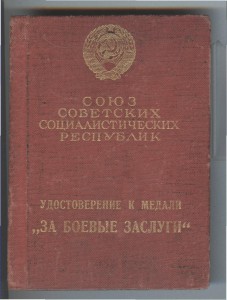 СОЮЗ
СОВЕТСКИХ
СОЦИАЛИСТИЧЕСКИХ
РЕСПУБЛИК
УДОСТОВЕРЕНИЕ К МЕДАЛИ
„ЗА БОЕВЫЕ ЗАСЛУГИ“